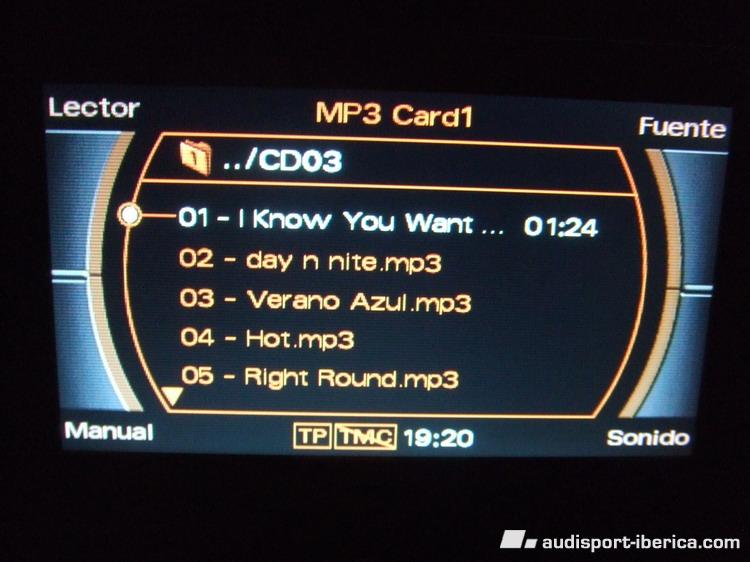 Lector
MP3 Card1
Fuente
1
../CD03
01 - I Know You Want ... 01:24
02 - day n nite.mp3
03 - Verano Azul.mp3
04 - Hot.mp3
05 - Right Round.mp3
Manual
TP TMC 19:20
Sonido
audisport-iberica.com